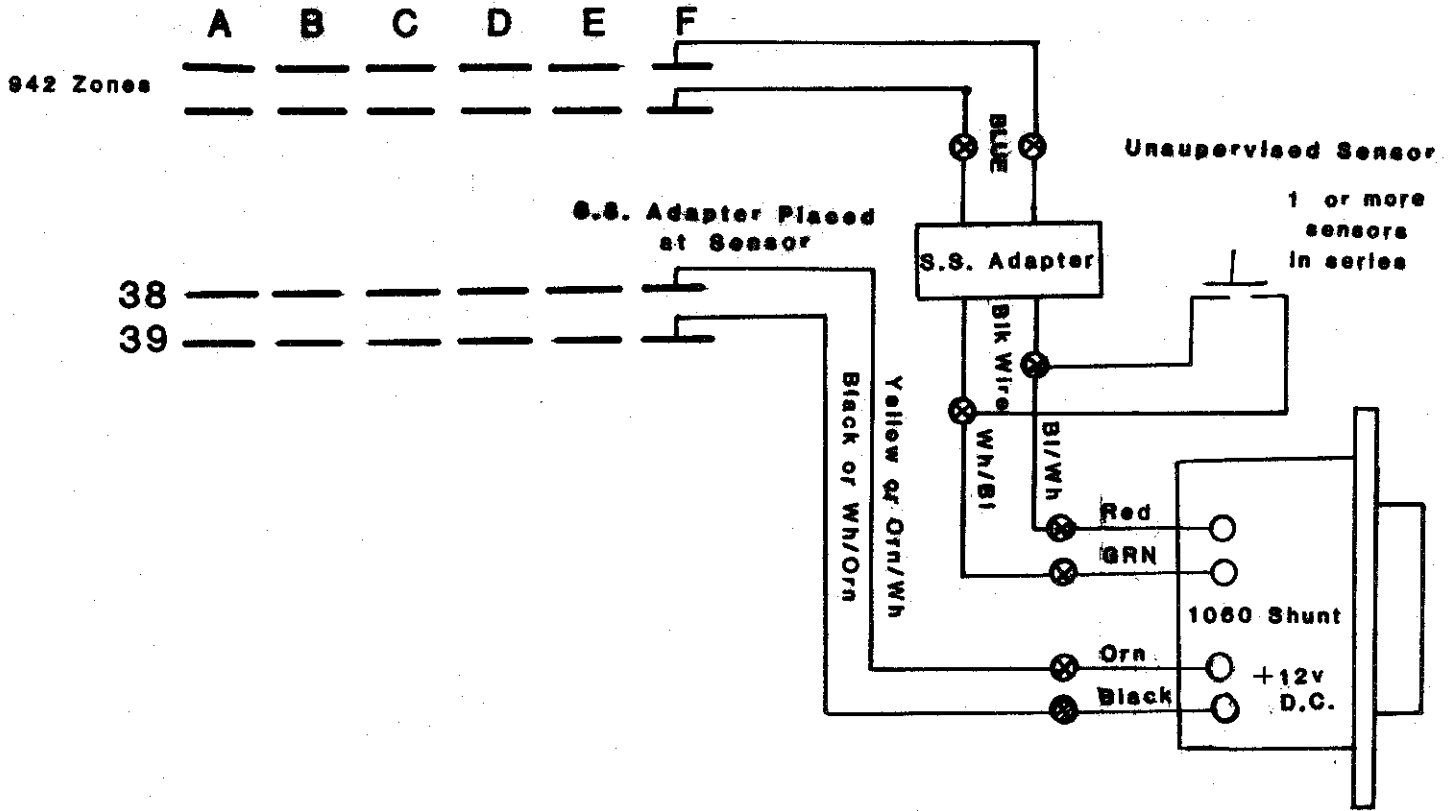 A B C D E F
942 Zones
BLUE
Unsupervised Sensor
1 or more
sensors
in series
S.S. Adapter Placed
at Sensor
S.S. Adapter
38
39
Blk Wire
Black or Wh/Orn
Yellow or Orn/Wh
Wh/Bl
Bl/Wh
Red
GRN
1060 Shunt
Orn
+12v
D.C.
Black